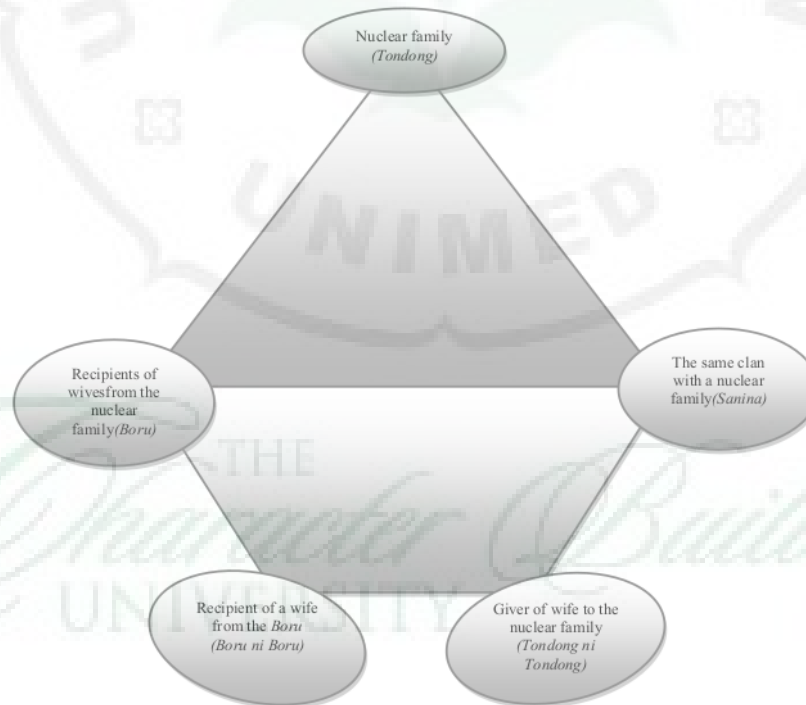 Nuclear family
(Tondong)
UNIMED
Recipients of
wivesfrom the
nuclear
family(Boru)
The same clan
with a nuclear
family(Sanina)
THE
Character Buil
UNIVERSITY
Recipient of a wife
from the Boru
(Boru ni Boru)
Giver of wife to the
nuclear family
(Tondong ni
Tondong)